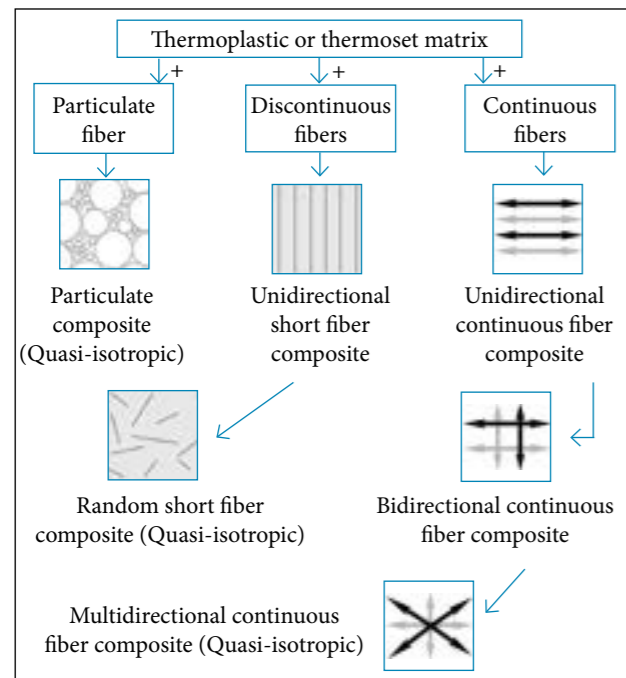 Thermoplastic or thermoset matrix
+
+
+
Particulate
fiber
Discontinuous
fibers
Continuous
fibers
Particulate
composite
(Quasi-isotropic)
Unidirectional
short fiber
composite
Unidirectional
continuous fiber
composite
Random short fiber
composite (Quasi-isotropic)
Bidirectional continuous
fiber composite
Multidirectional continuous
fiber composite (Quasi-isotropic)